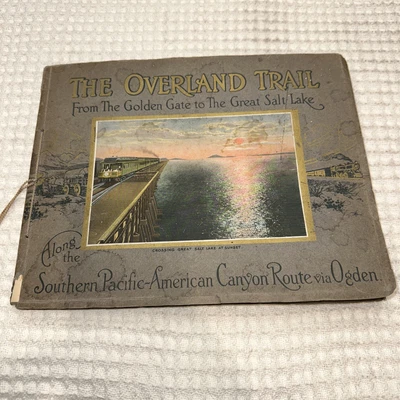 THE OVERLAND TRAIL
From The Golden Gate to The Great Salt Lake
CROSSING GREAT SALT LAKE AT SUNSET.
Along
the
Southern Pacific-American Canyon Route via Ogden